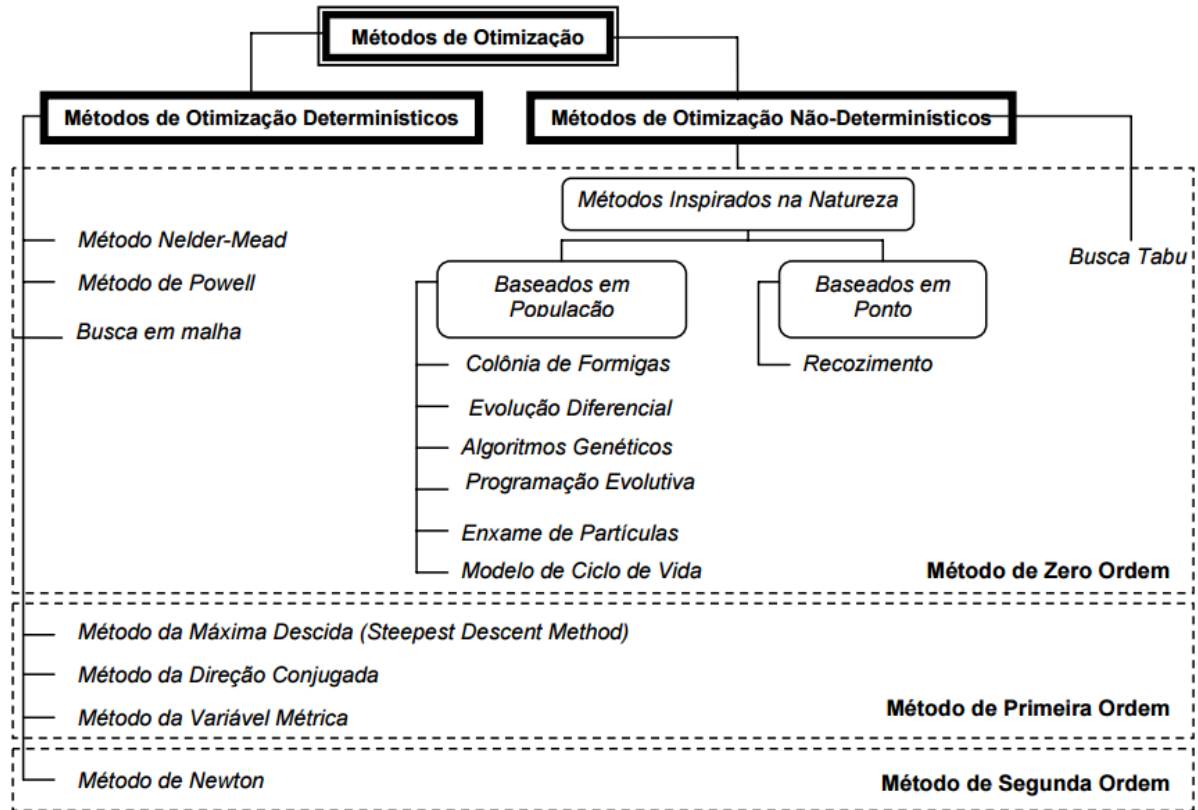 Métodos de Otimização
Métodos de Otimização Determinísticos
Métodos de Otimização Não-Determinísticos
Métodos Inspirados na Natureza
Método Nelder-Mead
Método de Powell
Busca em malha
Baseados em
População
Colônia de Formigas
Evolução Diferencial
Algoritmos Genéticos
Programação Evolutiva
Enxame de Partículas
Modelo de Ciclo de Vida
Baseados em
Ponto
Recozimento
Busca Tabu
Método de Zero Ordem
Método da Máxima Descida (Steepest Descent Method)
Método da Direção Conjugada
Método da Variável Métrica
Método de Primeira Ordem
Método de Newton
Método de Segunda Ordem